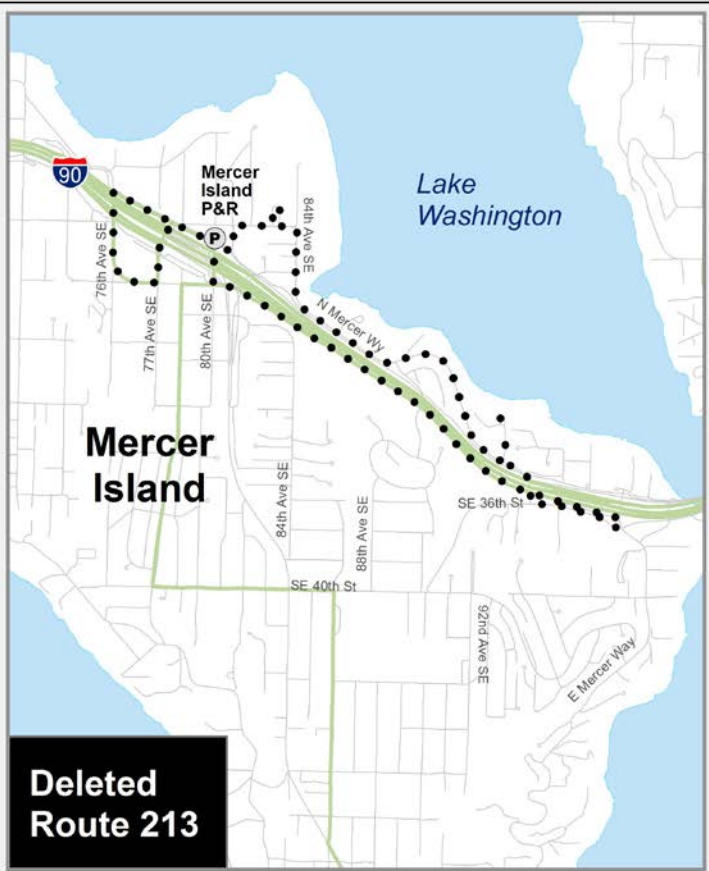 90
Mercer
Island
P&R
P
Lake
Washington
84th Ave SE
76th Ave SE
77th Ave SE
80th Ave SE
N Mercer Wy
Mercer
Island
84th Ave SE
88th Ave SE
SE 36th St
SE 40th St
92nd Ave SE
E Mercer Way
Deleted
Route 213